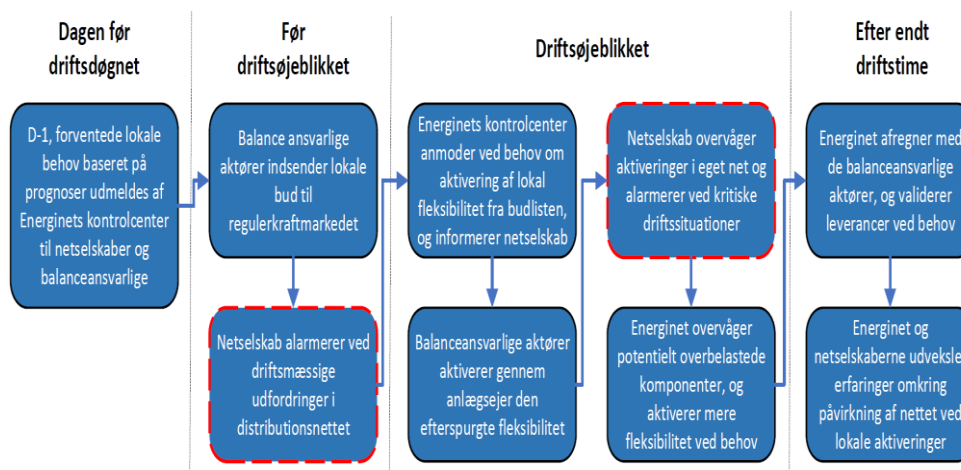 Dagen før
driftsdøgnet
Før
driftsøjeblikket
Driftsøjeblikket
Efter endt
driftstime
D-1, forventede lokale
behov baseret på
prognoser udmeldes af
Energinets kontrolcenter
til netselskaber og
balanceansvarlige
Balance ansvarlige
aktører indsender lokale
bud til
regulerkraftmarkedet
Netselskab alarmerer ved
driftsmæssige
udfordringer i
distributionsnettet
Energinets kontrolcenter
anmoder ved behov om
aktivering af lokal
fleksibilitet fra budlisten,
og informerer netselskab
Balanceansvarlige aktører
aktiverer gennem
anlægsejer den
efterspurgte fleksibilitet
Netselskab overvåger
aktiveringer i eget net og
alarmerer ved kritiske
driftssituationer
Energinet overvåger
potentielt overbelastede
komponenter, og
aktiverer mere
fleksibilitet ved behov
Energinet afregner med
de balanceansvarlige
aktører, og validerer
leverancer ved behov
Energinet og
netselskaberne udveksler
erfaringer omkring
påvirkning af nettet ved
lokale aktiveringer